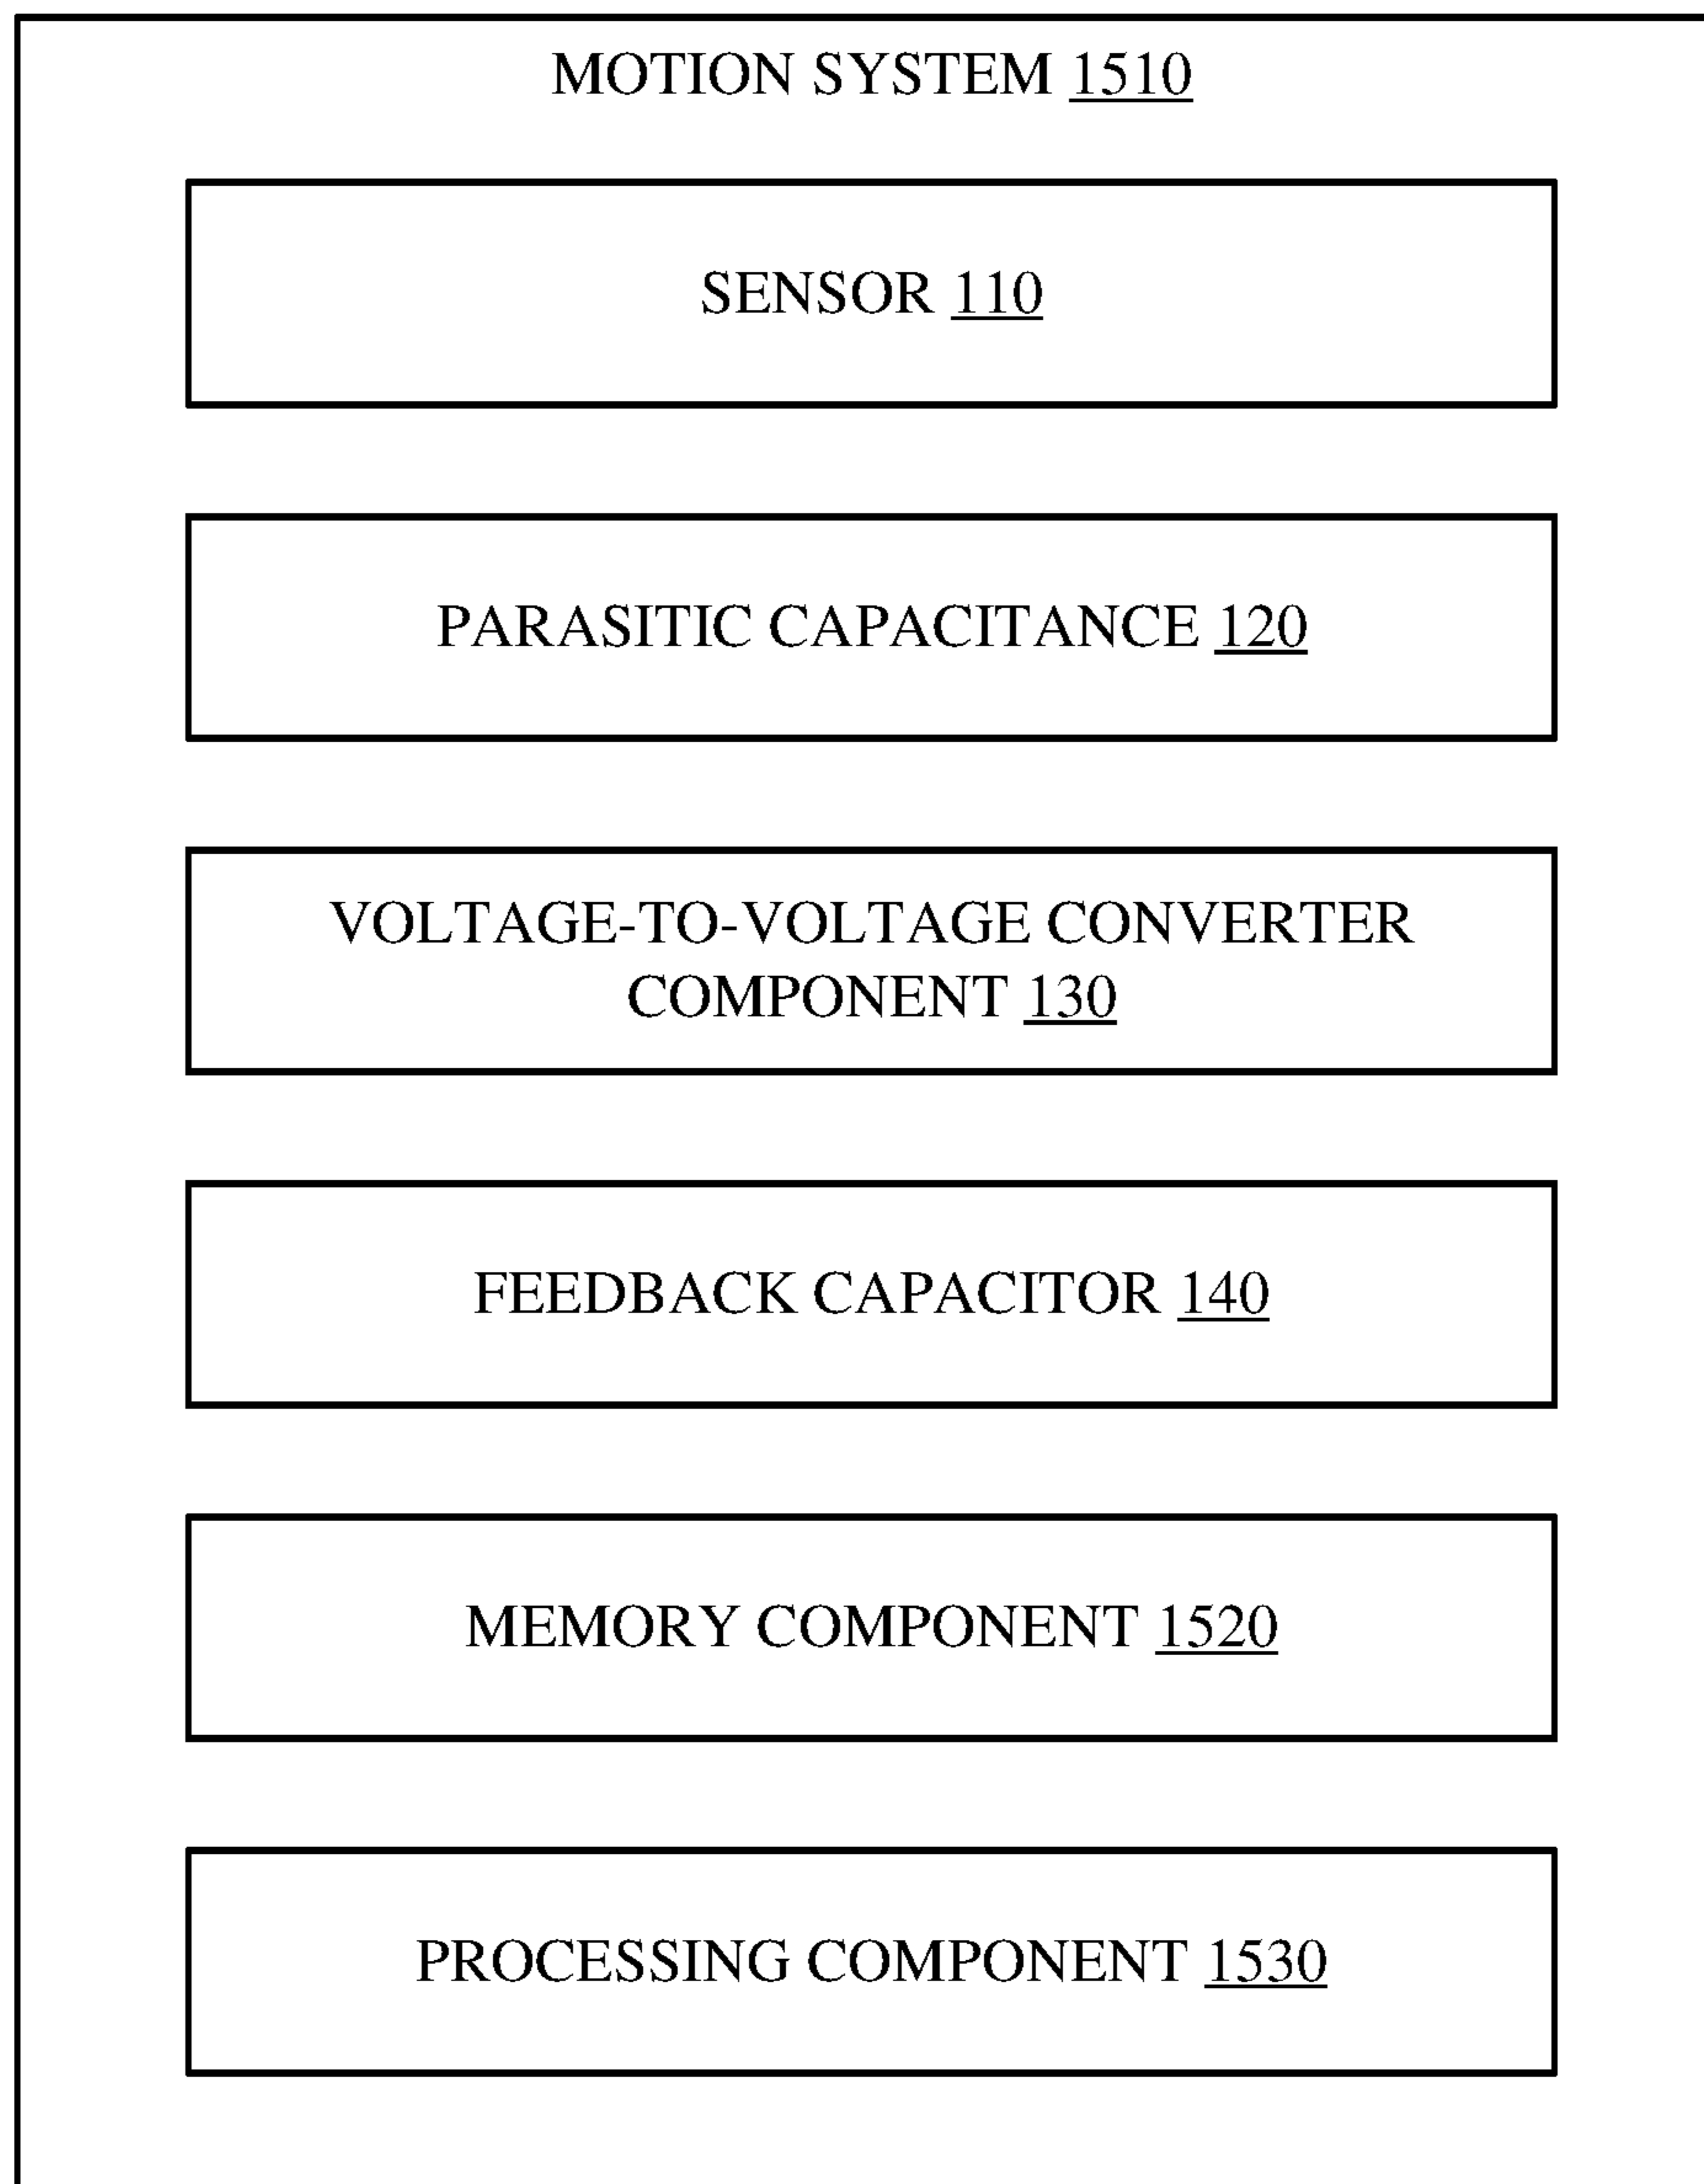 MOTION SYSTEM 1510
SENSOR 110
PARASITIC CAPACITANCE 120
VOLTAGE-TO-VOLTAGE CONVERTER
COMPONENT 130
FEEDBACK CAPACITOR 140
MEMORY COMPONENT 1520
PROCESSING COMPONENT 1530